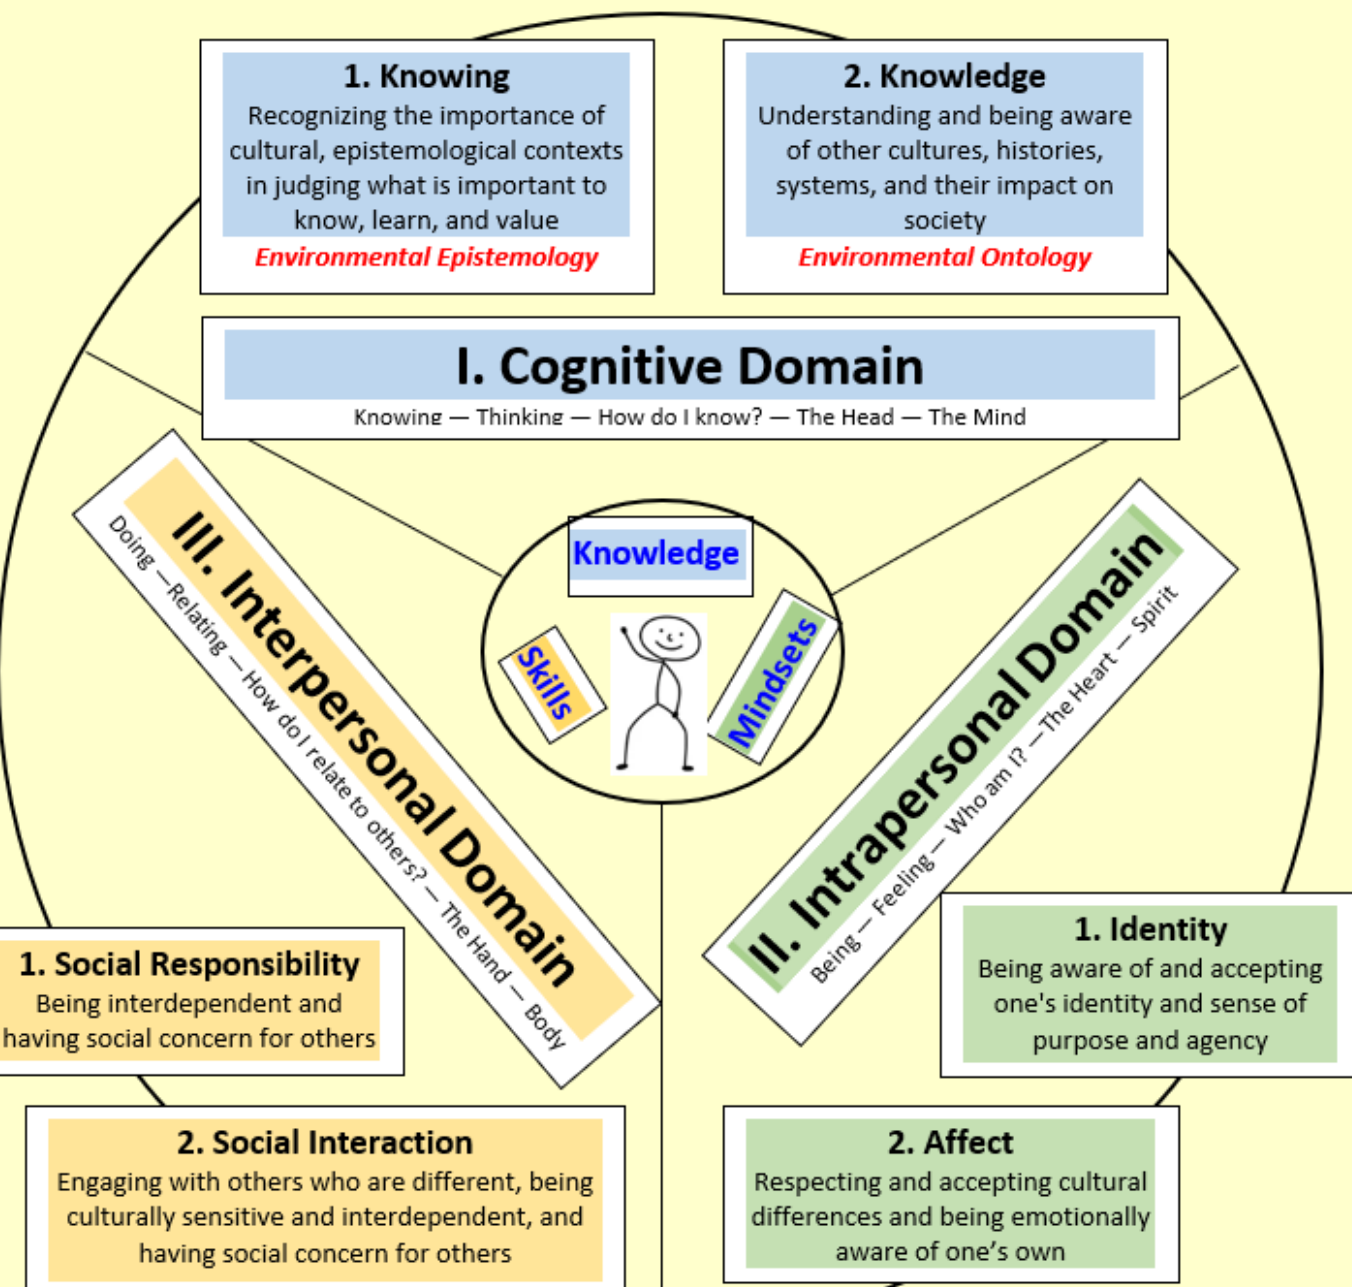 1. Knowing
Recognizing the importance of
cultural, epistemological contexts
in judging what is important to
know, learn, and value
Environmental Epistemology
2. Knowledge
Understanding and being aware
of other cultures, histories,
systems, and their impact on
society
Environmental Ontology
I. Cognitive Domain
Knowing — Thinking — How do I know? — The Head — The Mind
Knowledge
Skills
Mindsets
III. Interpersonal Domain
Doing —Relating — How do I relate to others? — The Hand — Body
II. Intrapersonal Domain
Being — Feeling — Who am I? —The Heart — Spirit
1. Social Responsibility
Being interdependent and
having social concern for others
1. Identity
Being aware of and accepting
one's identity and sense of
purpose and agency
2. Social Interaction
Engaging with others who are different, being
culturally sensitive and interdependent, and
having social concern for others
2. Affect
Respecting and accepting cultural
differences and being emotionally
aware of one’s own